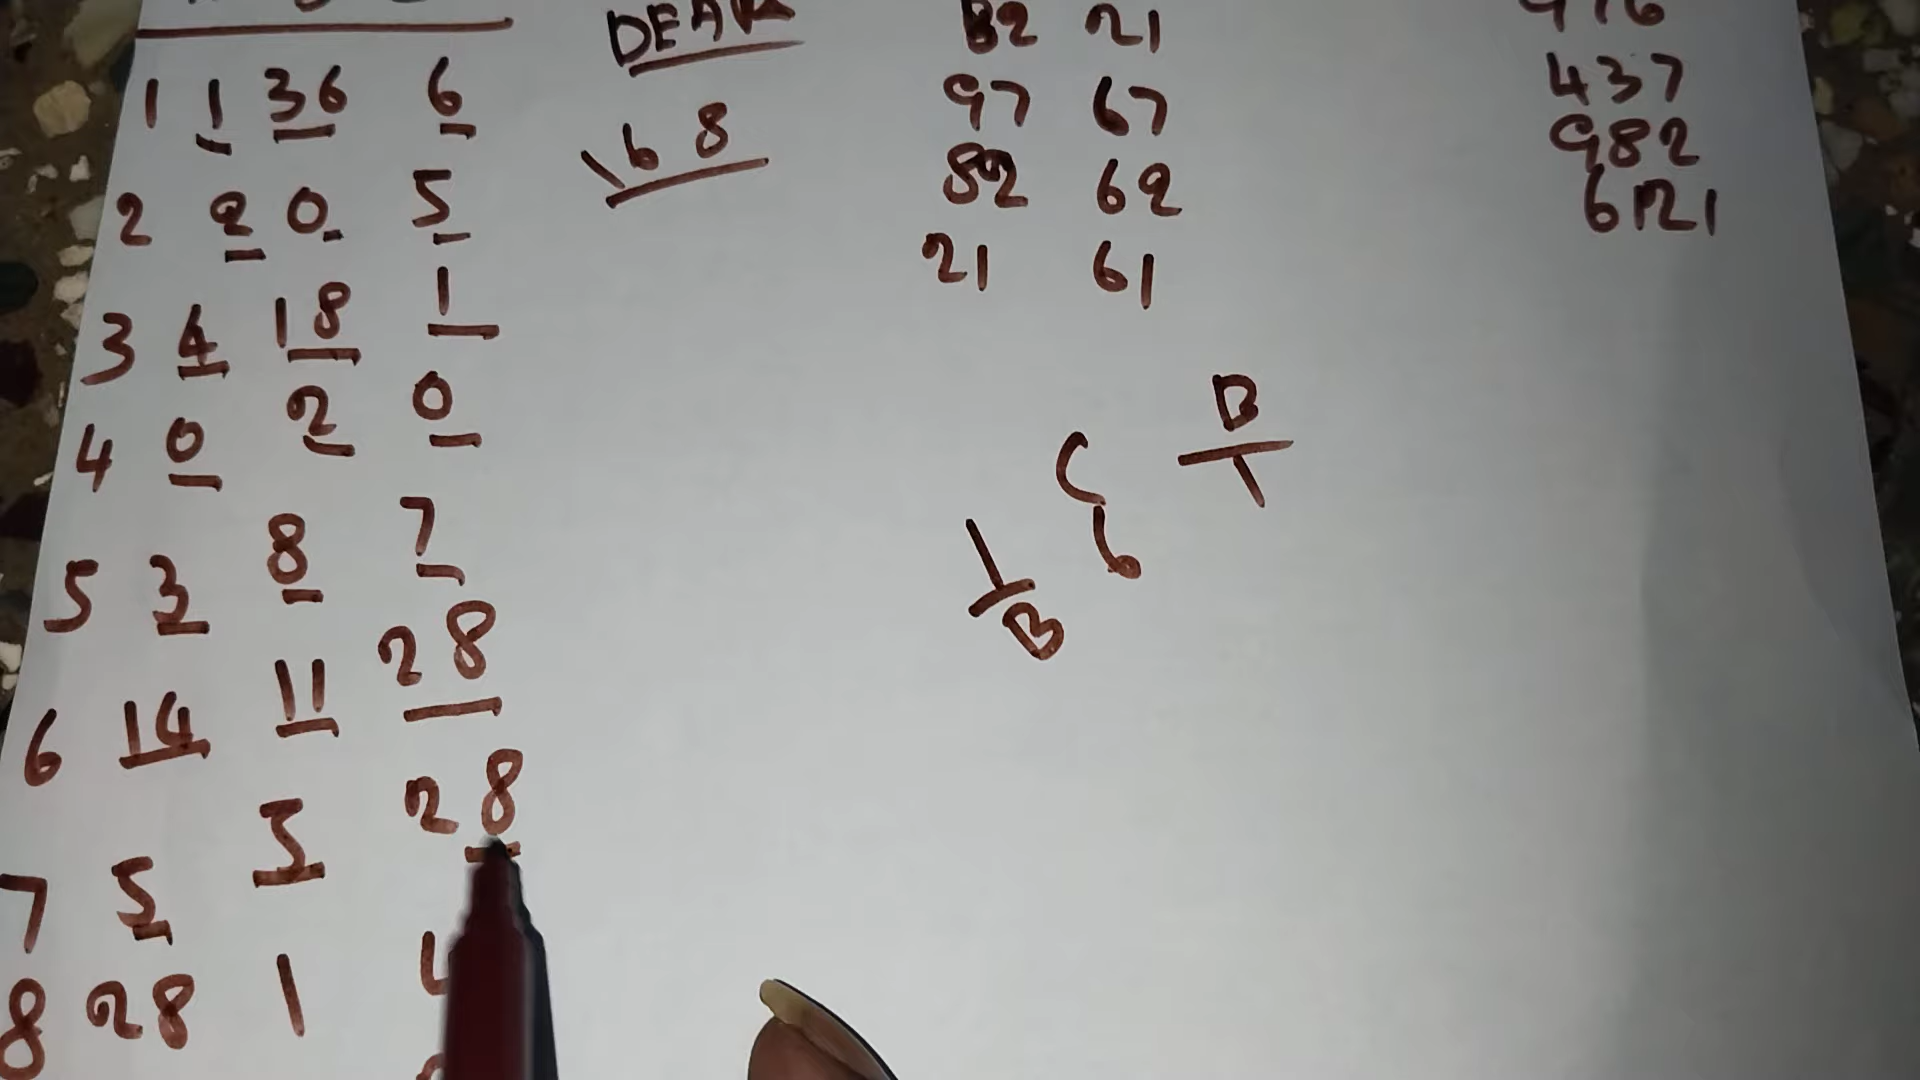 DEAR
82 21
1 1 36 6
168
97 67
437
2 2 0 5
892 62
982
6121
3 4 18 1
21 61
4 0 2 0
B
C
1
5 3 8 7
6
1
B
6 14 11 28
7 5 5 28
8 28 1